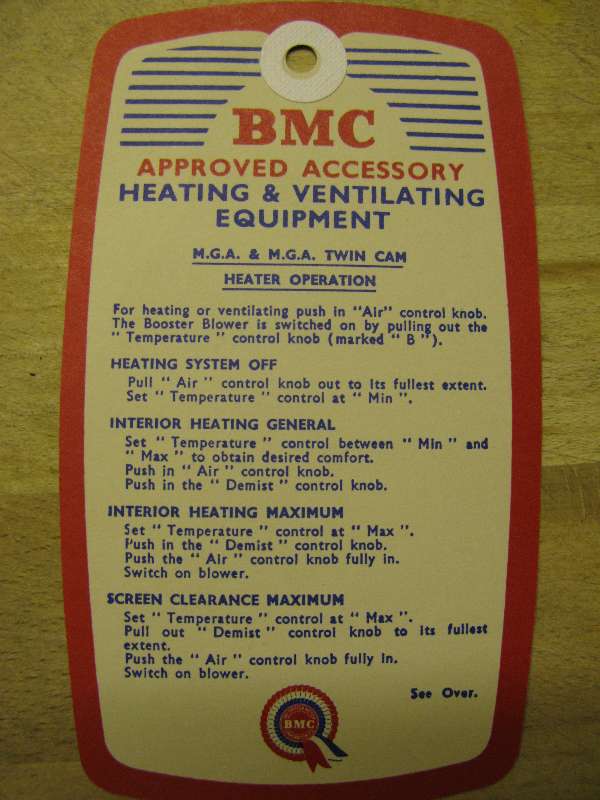 BMC
APPROVED ACCESSORY
HEATING & VENTILATING
EQUIPMENT
M.G.A. & M.G.A. TWIN CAM
HEATER OPERATION
For heating or ventilating push in "Air" control knob.
The Booster Blower is switched on by pulling out the
" Temperature " control knob (marked " B ").
HEATING SYSTEM OFF
Pull " Air " control knob out to its fullest extent.
Set " Temperature " control at " Min ".
INTERIOR HEATING GENERAL
Set " Temperature " control between " Min " and
" Max " to obtain desired comfort.
Push in " Air " control knob.
Push in the " Demist " control knob.
INTERIOR HEATING MAXIMUM
Set " Temperature " control at " Max ".
Push in the " Demist " control knob.
Push the " Air " control knob fully in.
Switch on blower.
SCREEN CLEARANCE MAXIMUM
Set " Temperature " control at " Max ".
Pull out " Demist " control knob to its fullest
extent.
Push the " Air " control knob fully in.
Switch on blower.
See Over.
BMC